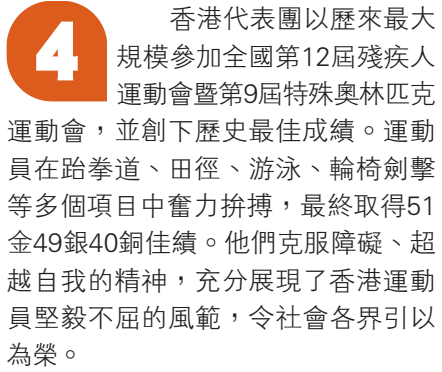 4
香港代表團以歷來最大
規模參加全國第12屆殘疾人
運動會暨第9屆特殊奧林匹克
運動會，並創下歷史最佳成績。運動
員在跆拳道、田徑、游泳、輪椅劍擊
等多個項目中奮力拚搏，最終取得51
金49銀40銅佳績。他們克服障礙、超
越自我的精神，充分展現了香港運動
員堅毅不屈的風範，令社會各界引以
為榮。